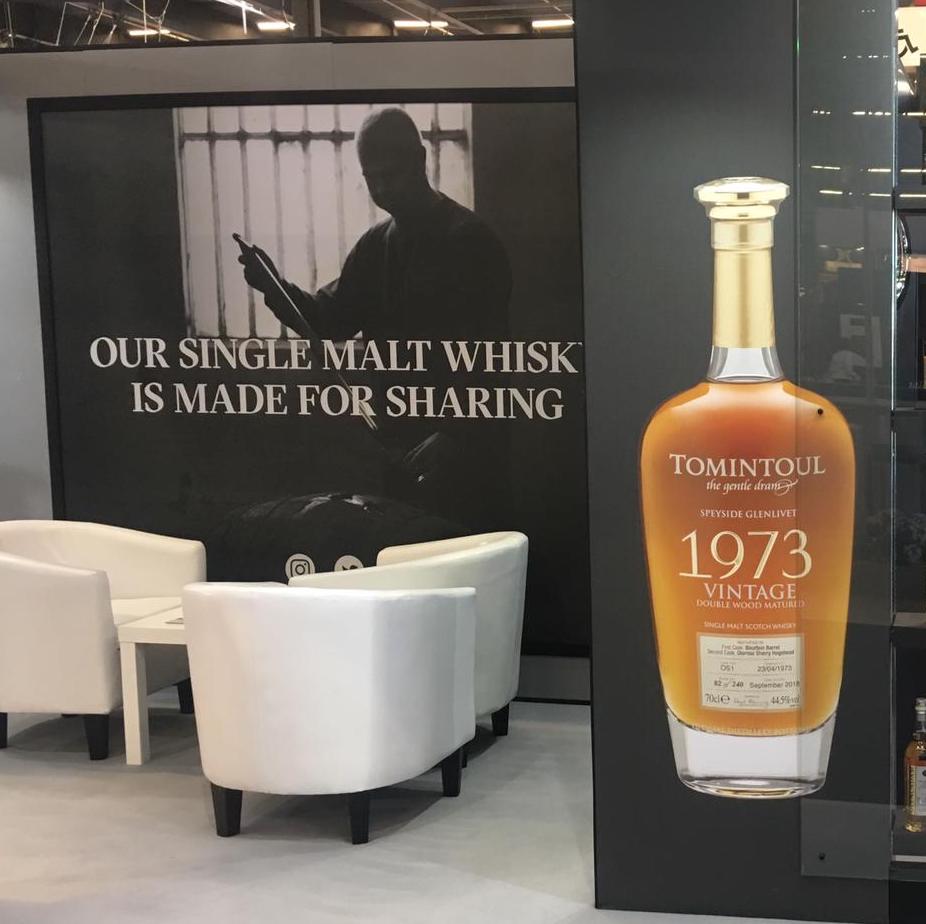 OUR SINGLE MALT WHISK
IS MADE FOR SHARING
TOMINTOUL
the gentle dram
SPEYSIDE GLENLIVET
1973
VINTAGE
DOUBLE WOOD MATURED
SINGLE MALT SCOTCH WHISKY
First Cask: Bourbon Barrel
Second Cask: Oloroso Sherry Hogshead
OS1 23/04/1973
82 of 240 September 2018
70cl e 44.5% vol